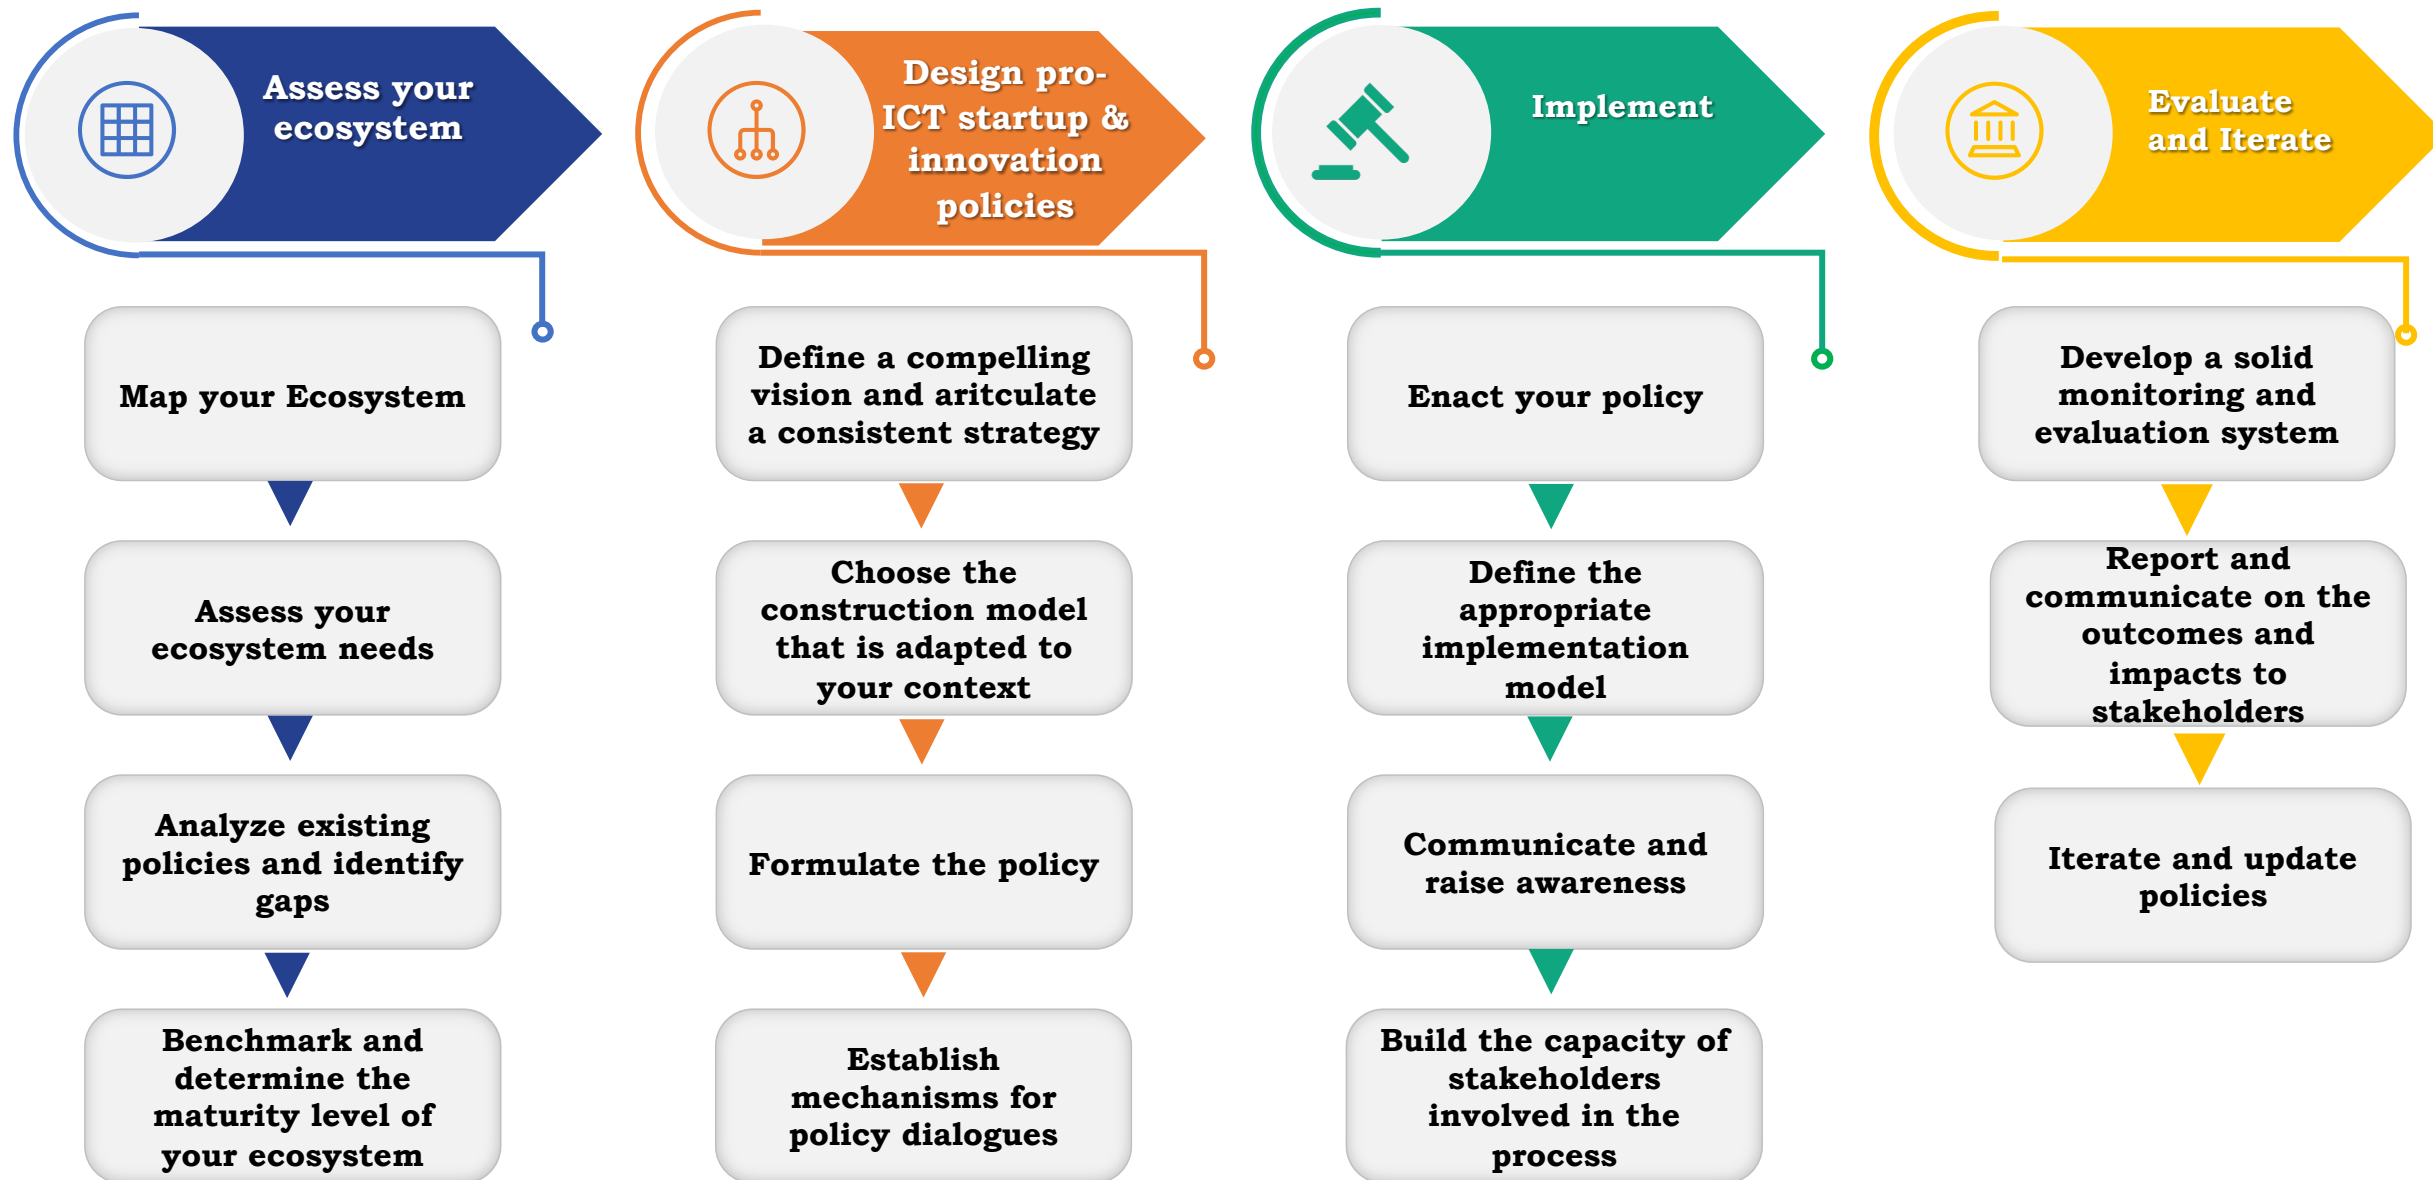 Assess your
ecosystem
Design pro-
ICT startup &
innovation
policies
Implement
Evaluate
and Iterate
Map your Ecosystem
Assess your
ecosystem needs
Analyze existing
policies and identify
gaps
Benchmark and
determine the
maturity level of
your ecosystem
Define a compelling
vision and aritculate
a consistent strategy
Choose the
construction model
that is adapted to
your context
Formulate the policy
Establish
mechanisms for
policy dialogues
Enact your policy
Define the
appropriate
implementation
model
Communicate and
raise awareness
Build the capacity of
stakeholders
involved in the
process
Develop a solid
monitoring and
evaluation system
Report and
communicate on the
outcomes and
impacts to
stakeholders
Iterate and update
policies